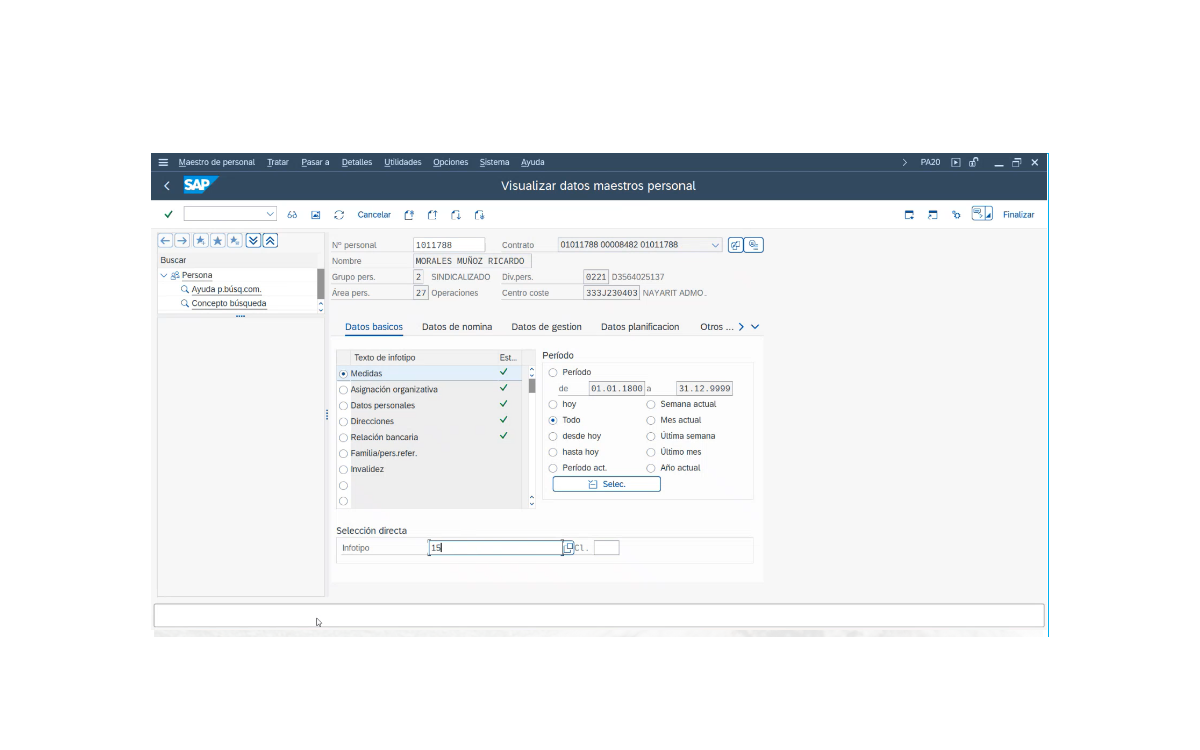 Maestro de personal Tratar Pasar a Detalles Utilidades Opciones Sistema Ayuda PA20
SAP Visualizar datos maestros personal
Cancelar Finalizar
Buscar
Persona
Ayuda p.búsq.com.
Concepto búsqueda
Nº personal 1011788 Contrato 01011788 00008482 01011788
Nombre MORALES MUÑOZ RICARDO
Grupo pers. 2 SINDICALIZADO Div.pers. 0221 D3564025137
Área pers. 27 Operaciones Centro coste 333J230403 NAYARIT ADMO.
Datos basicos Datos de nomina Datos de gestion Datos planificacion Otros ...
Texto de infotipo Est...
Medidas
Asignación organizativa
Datos personales
Direcciones
Relación bancaria
Familia/pers.refer.
Invalidez
Período
Período
de 01.01.1800 a 31.12.9999
hoy Semana actual
Todo Mes actual
desde hoy Última semana
hasta hoy Último mes
Período act. Año actual
Selec.
Selección directa
Infotipo 15 Cl.